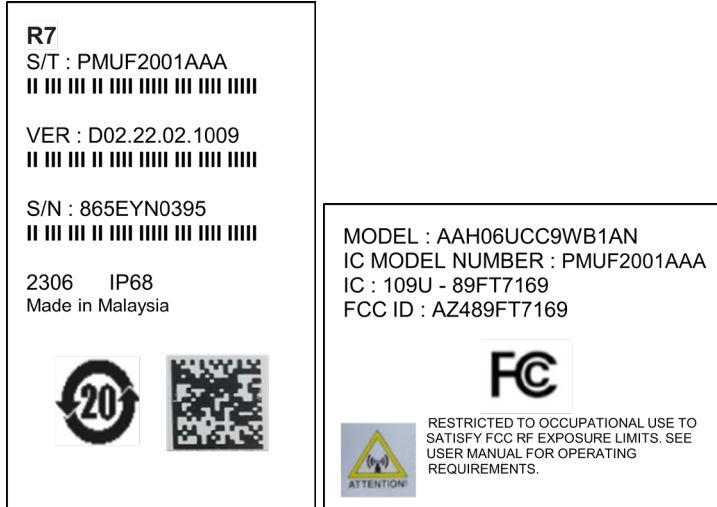 R7
S/T : PMUF2001AAA
VER : D02.22.02.1009
S/N : 865EYN0395
2306 IP68
Made in Malaysia
20
MODEL : AAH06UCC9WB1AN
IC MODEL NUMBER : PMUF2001AAA
IC : 109U - 89FT7169
FCC ID : AZ489FT7169
FC
RESTRICTED TO OCCUPATIONAL USE TO
SATISFY FCC RF EXPOSURE LIMITS. SEE
USER MANUAL FOR OPERATING
REQUIREMENTS.
ATTENTION!